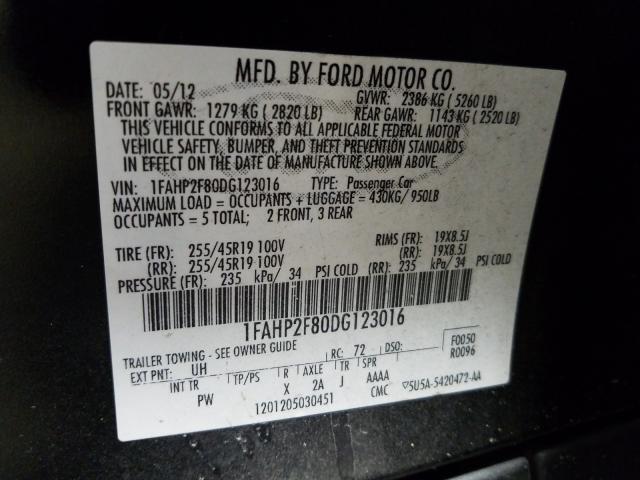 MFD. BY FORD MOTOR CO.
DATE: 05/12 GVWR: 2386 KG ( 5260 LB)
FRONT GAWR: 1279 KG ( 2820 LB) REAR GAWR: 1143 KG ( 2520 LB)
THIS VEHICLE CONFORMS TO ALL APPLICABLE FEDERAL MOTOR
VEHICLE SAFETY, BUMPER, AND THEFT PREVENTION STANDARDS
IN EFFECT ON THE DATE OF MANUFACTURE SHOWN ABOVE.
VIN: 1FAHP2F80DG123016 TYPE: Passenger Car
MAXIMUM LOAD = OCCUPANTS + LUGGAGE = 430KG/ 950LB
OCCUPANTS = 5 TOTAL; 2 FRONT, 3 REAR
TIRE (FR): 255/45R19 100V RIMS (FR): 19X8.5J
(RR): 255/45R19 100V (RR): 19X8.5J
PRESSURE (FR): 235 kPa/ 34 PSI COLD (RR): 235 kPa/ 34 PSI COLD
1FAHP2F80DG123016
TRAILER TOWING - SEE OWNER GUIDE F0050
EXT PNT: UH RC: 72 DSO: R0096
INT TR TP/PS R AXLE TR SPR
PW X 2A J AAAA
1201205030451 CMC ▽5U5A-5420472-AA